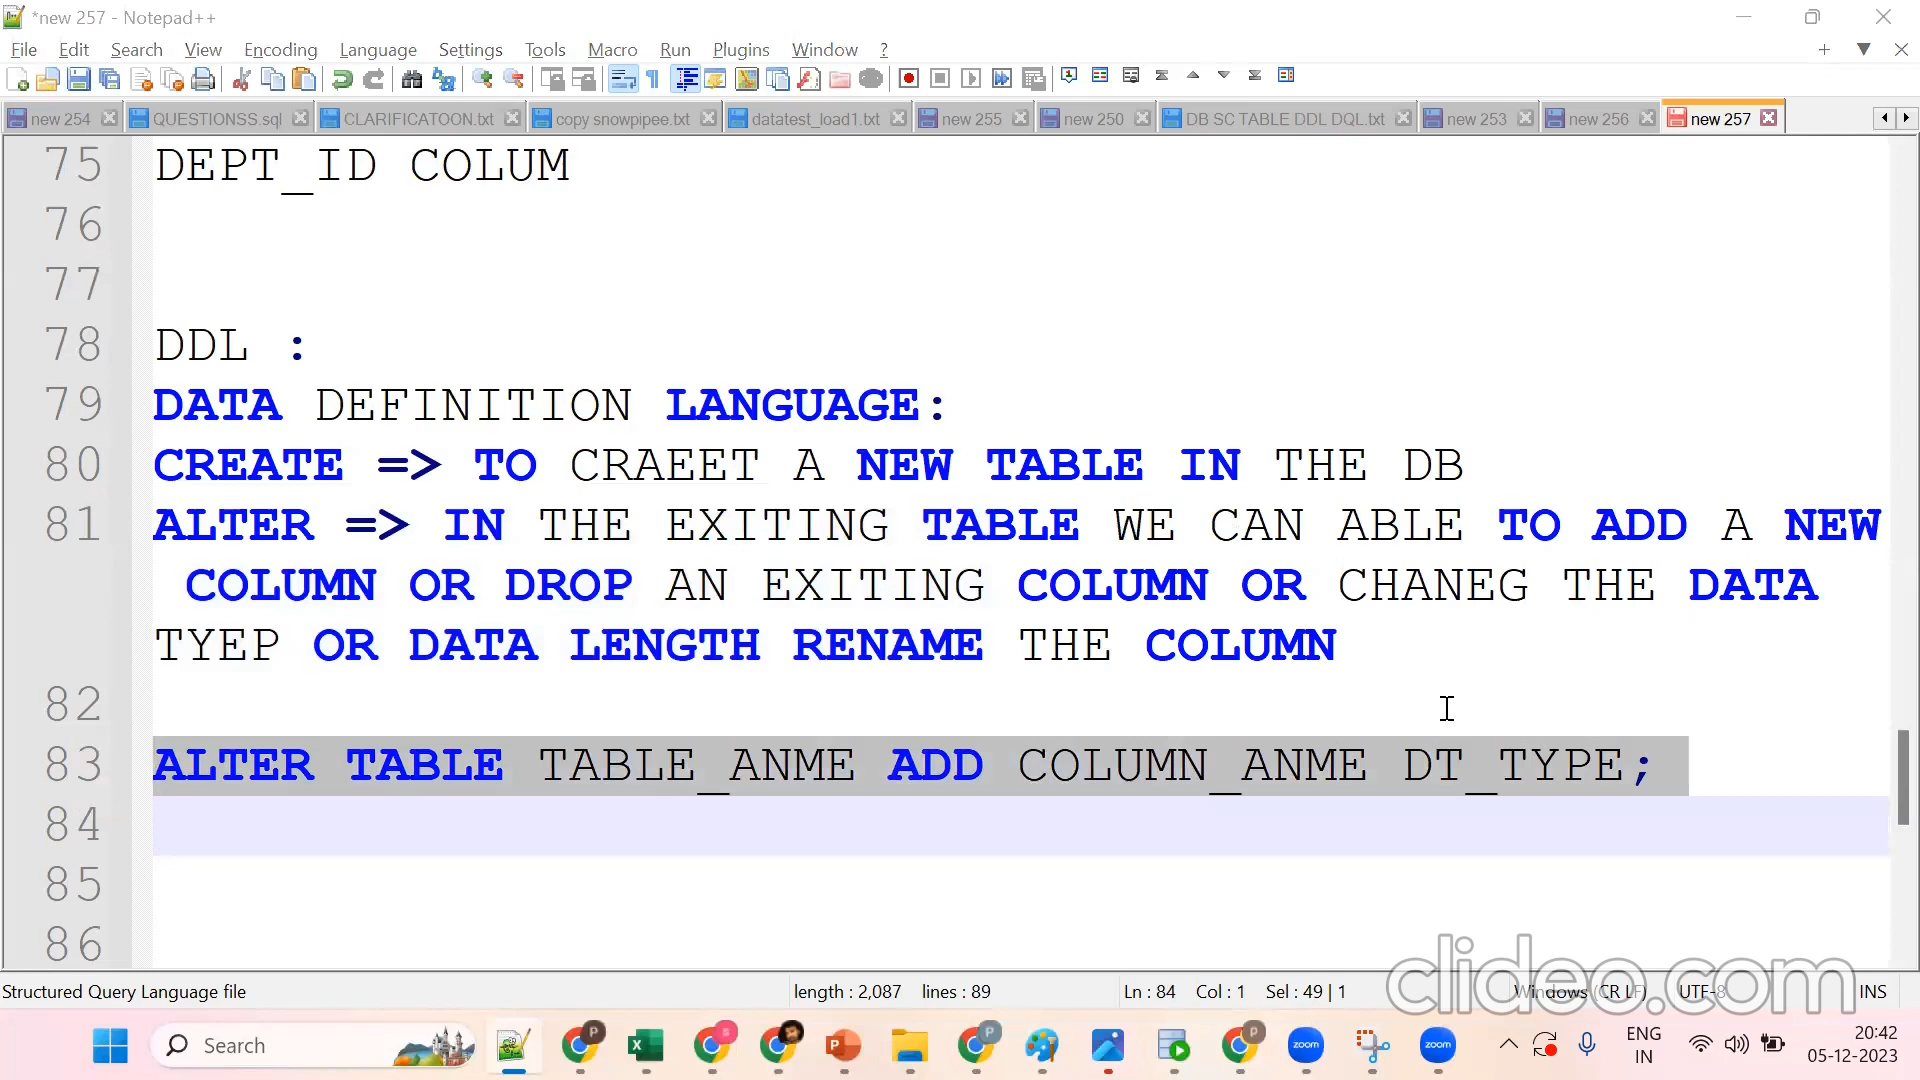 *new 257 - Notepad++
File Edit Search View Encoding Language Settings Tools Macro Run Plugins Window ?
new 254 QUESTIONSS.sql CLARIFICATOON.txt copy snowpipee.txt datatest_load1.txt new 255 new 250 DB SC TABLE DDL DQL.txt new 253 new 256 new 257
75 DEPT_ID COLUM
76
77
78 DDL :
79 DATA DEFINITION LANGUAGE:
80 CREATE => TO CRAEET A NEW TABLE IN THE DB
81 ALTER => IN THE EXITING TABLE WE CAN ABLE TO ADD A NEW
COLUMN OR DROP AN EXITING COLUMN OR CHANEG THE DATA
TYEP OR DATA LENGTH RENAME THE COLUMN
82
83 ALTER TABLE TABLE_ANME ADD COLUMN_ANME DT_TYPE;
84
85
86
clideo.com
Structured Query Language file length : 2,087 lines : 89 Ln : 84 Col : 1 Sel : 49 | 1 Windows (CR LF) UTF-8 INS
Search
P
S
P
P
P
zoom
zoom
ENG
IN
20:42
05-12-2023